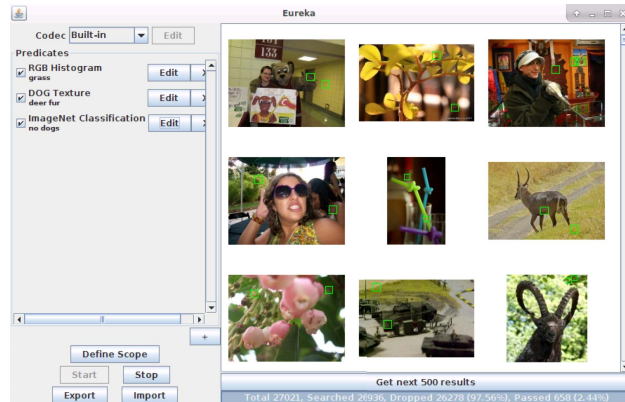 Eureka
Codec Built-in Edit
Predicates
RGB Histogram Edit X
grass
DOG Texture Edit
deer fur
ImageNet Classification Edit
no dogs
+
Define Scope
Start Stop
Export Import
131
133
Get next 500 results
Total 27021, Searched 26936, Dropped 26278 (97.56%), Passed 658 (2.44%)